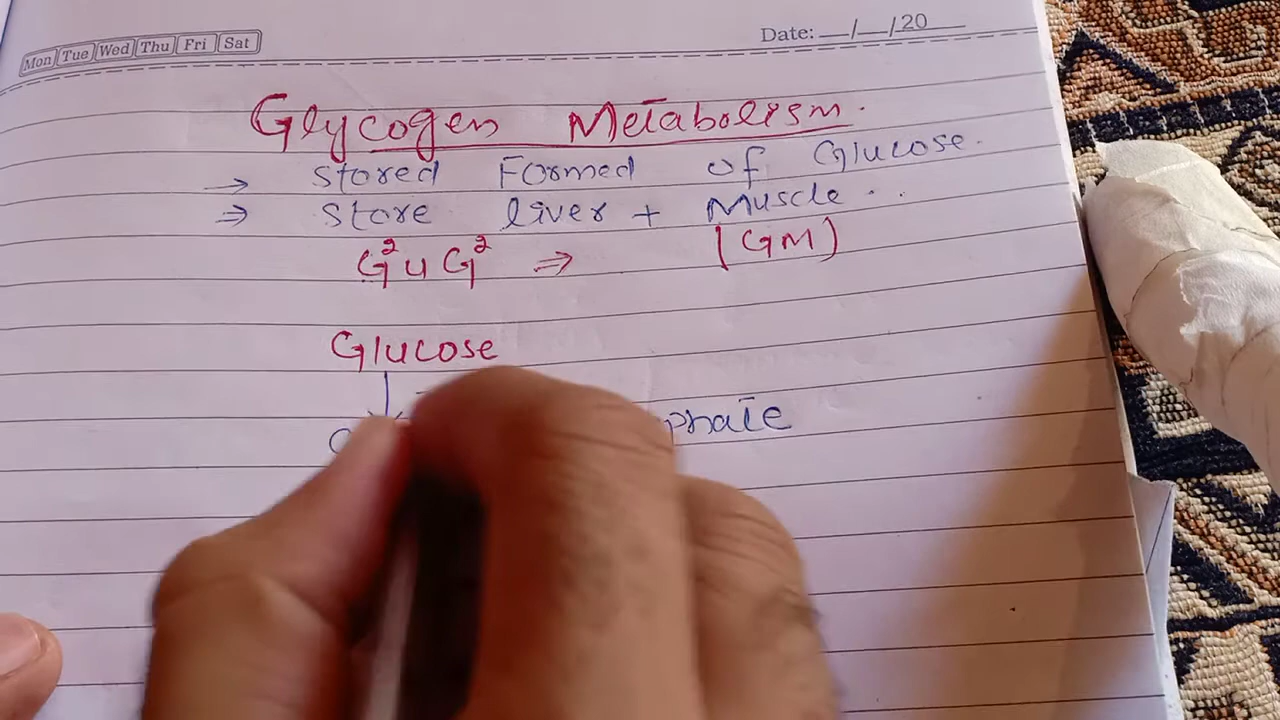 Mon Tue Wed Thu Fri Sat
Date: __/__/20__
Glycogen Metabolism.
→ Stored Formed of Glucose.
⇒ Store liver + Muscle ..
G²uG² ⇒ (GM)
Glucose
↓
phate